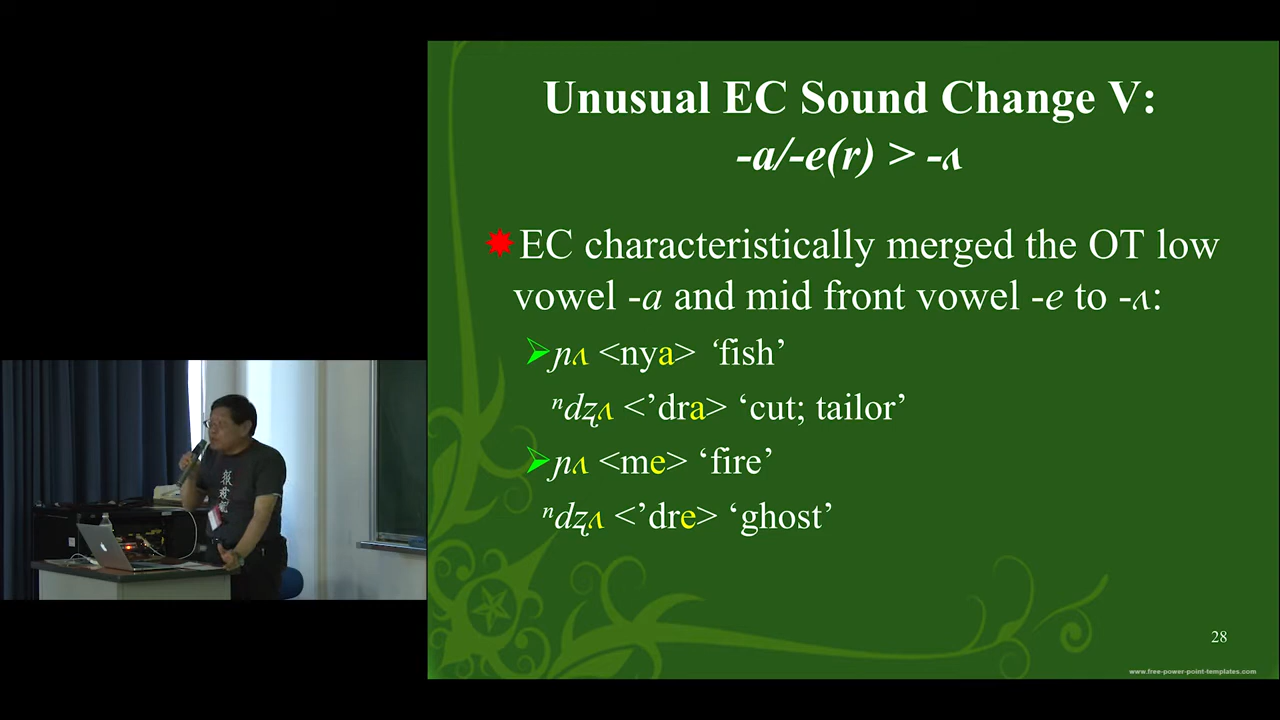 Unusual EC Sound Change V:
-a/-e(r) > -ʌ
EC characteristically merged the OT low
vowel -a and mid front vowel -e to -ʌ:
ɲʌ <nya> ‘fish’
ⁿdʐʌ <’dra> ‘cut; tailor’
ɲʌ <me> ‘fire’
ⁿdʐʌ <’dre> ‘ghost’
28
www.free-power-point-templates.com